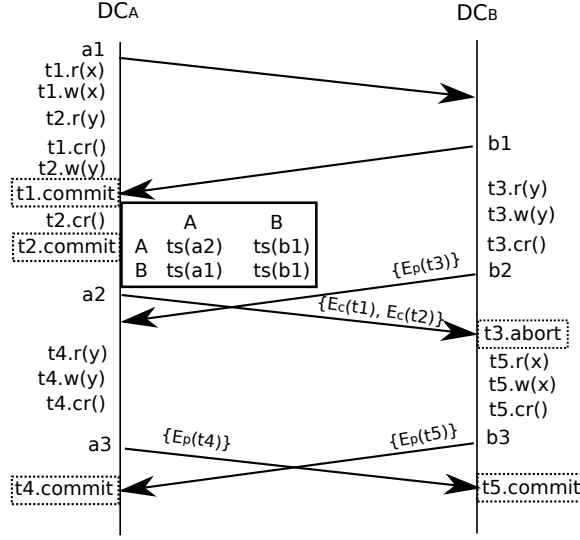 DCA
DCB
a1
t1.r(x)
t1.w(x)
t2.r(y)
t1.cr()
t2.w(y)
t1.commit
t2.cr()
t2.commit
A B
A ts(a2) ts(b1)
B ts(a1) ts(b1)
a2
t4.r(y)
t4.w(y)
t4.cr()
a3
t4.commit
{Ep(t3)}
{Ec(t1), Ec(t2)}
{Ep(t4)}
{Ep(t5)}
b1
t3.r(y)
t3.w(y)
t3.cr()
b2
t3.abort
t5.r(x)
t5.w(x)
t5.cr()
b3
t5.commit